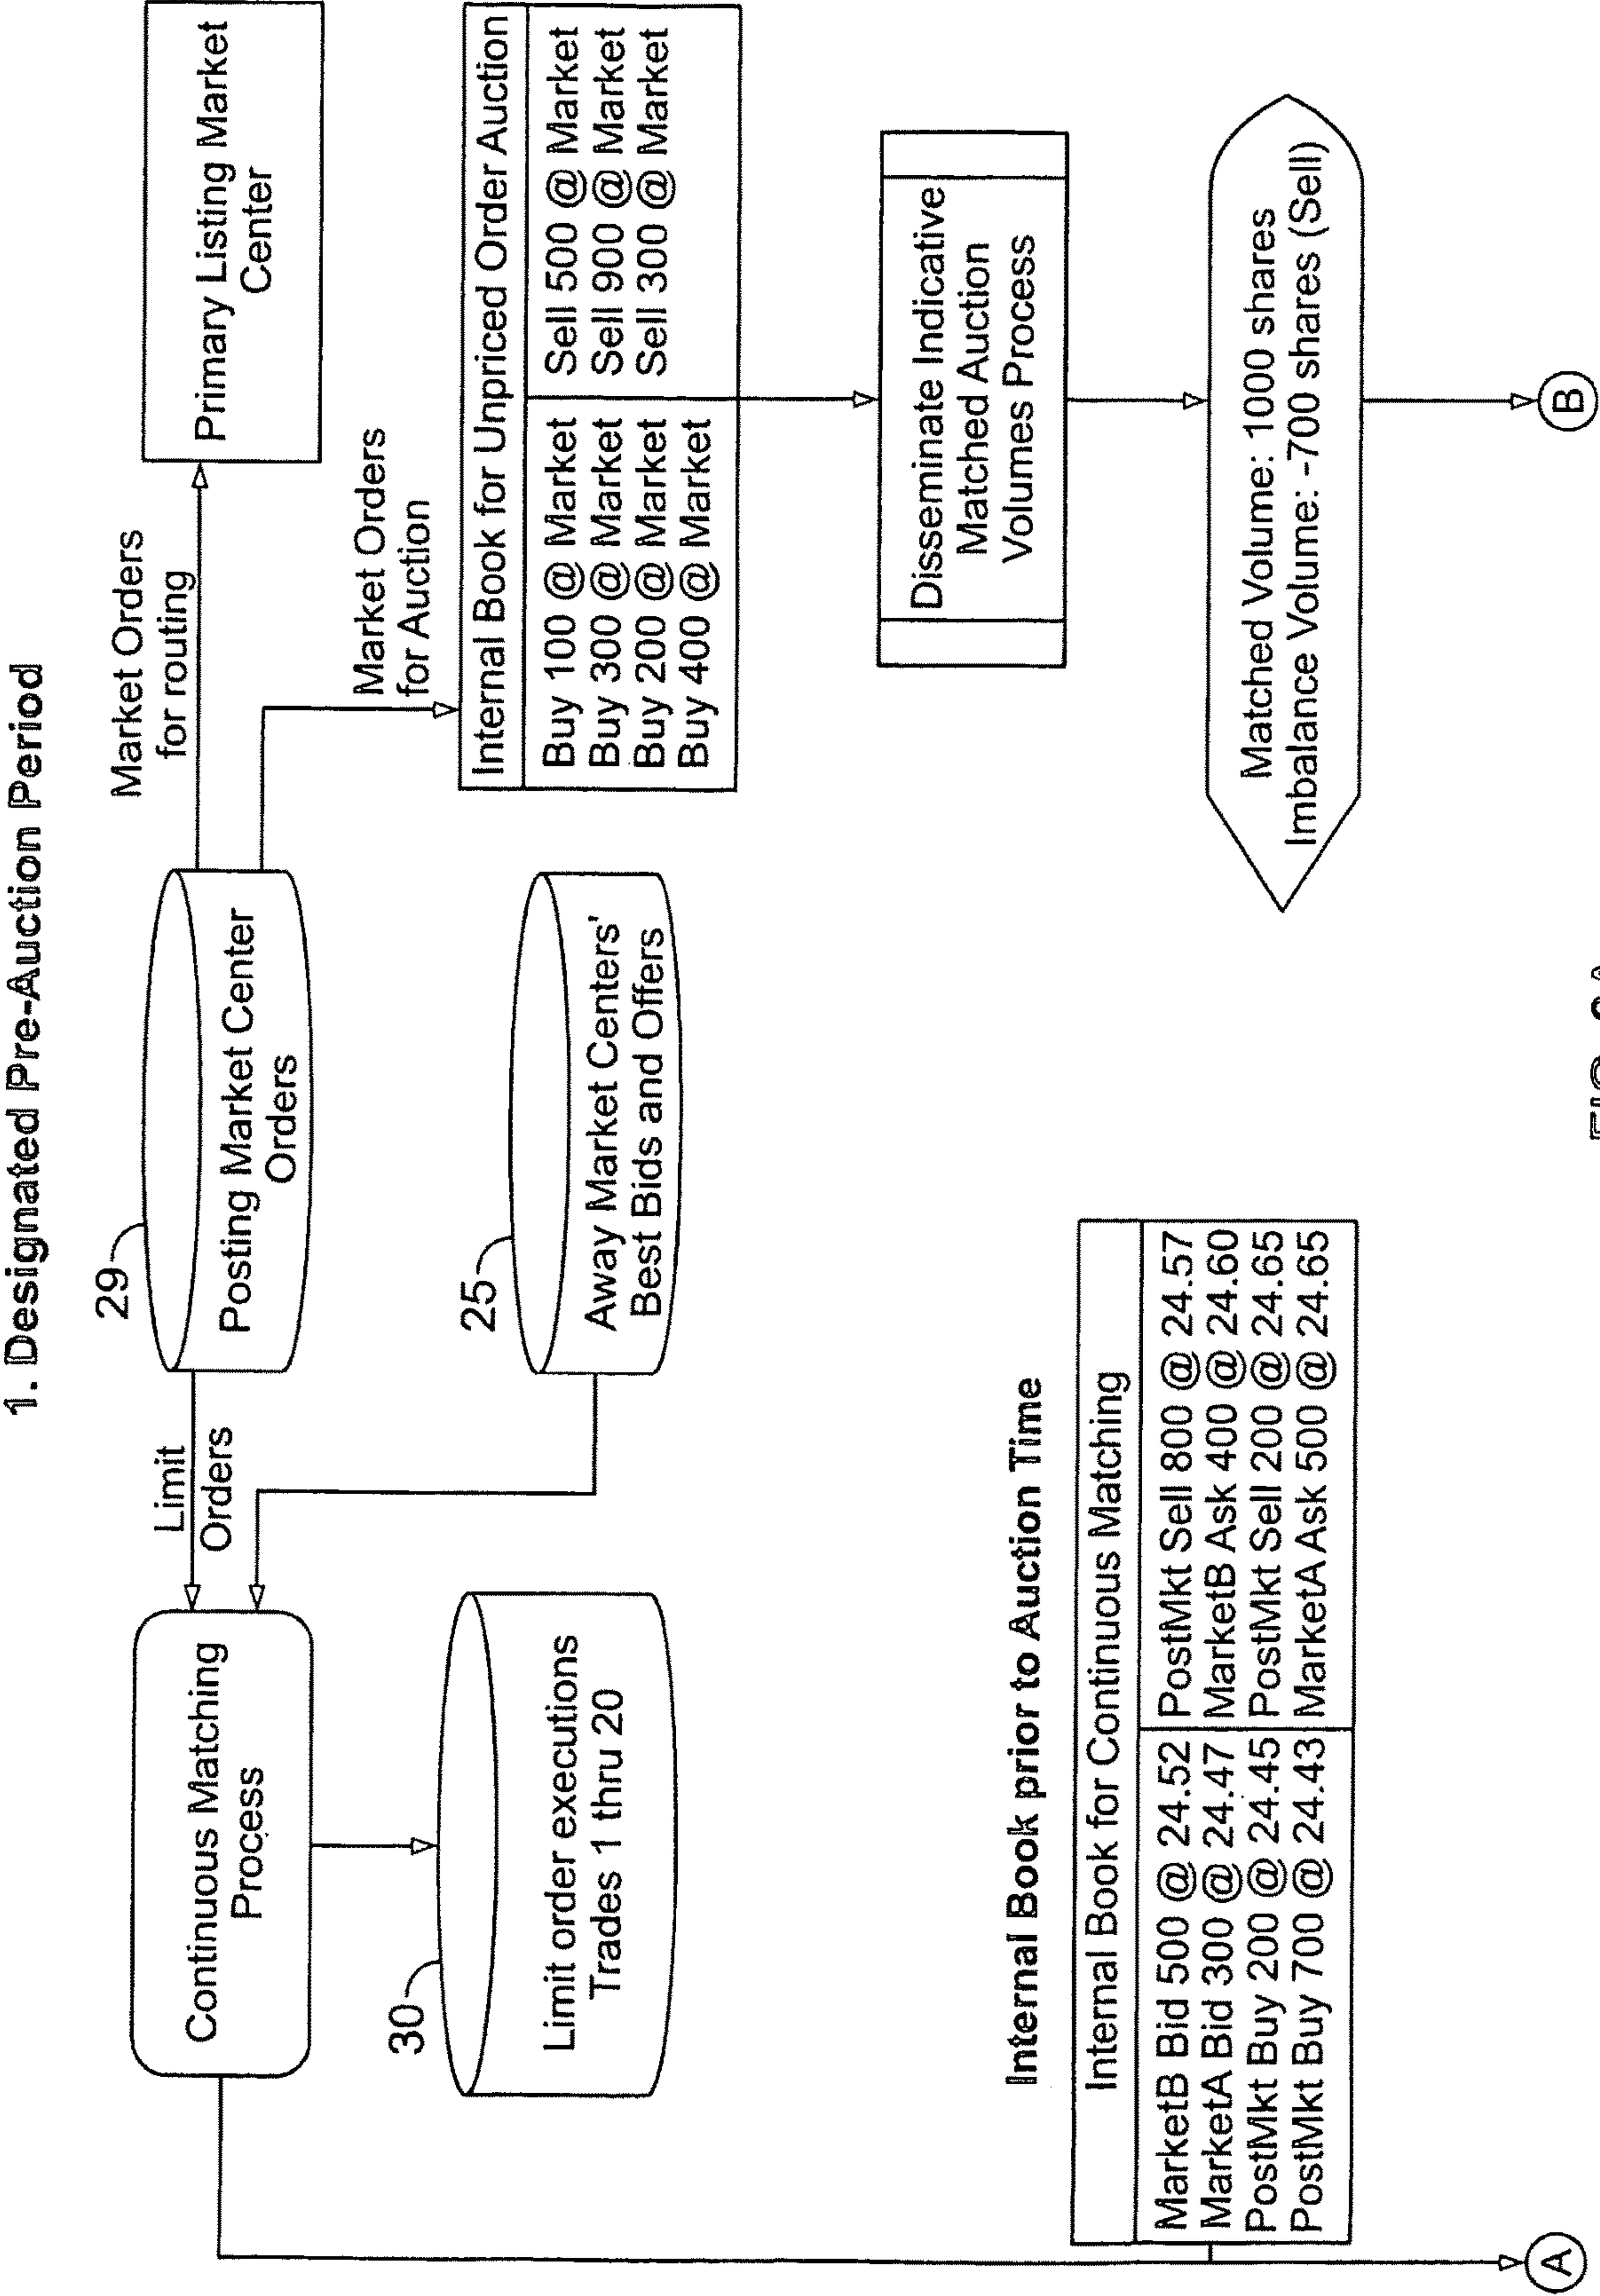 1. Designated Pre-Auction Period
Continuous Matching
Process
Limit
Orders
29
Posting Market Center
Orders
Market Orders
for routing
Primary Listing Market
Center
Market Orders
for Auction
30
Limit order executions
Trades 1 thru 20
25
Away Market Centers'
Best Bids and Offers
Internal Book for Unpriced Order Auction
Buy 100 @ Market Sell 500 @ Market
Buy 300 @ Market Sell 900 @ Market
Buy 200 @ Market Sell 300 @ Market
Buy 400 @ Market
Disseminate Indicative
Matched Auction
Volumes Process
Internal Book prior to Auction Time
Internal Book for Continuous Matching
MarketB Bid 500 @ 24.52 PostMkt Sell 800 @ 24.57
MarketA Bid 300 @ 24.47 MarketB Ask 400 @ 24.60
PostMkt Buy 200 @ 24.45 PostMkt Sell 200 @ 24.65
PostMkt Buy 700 @ 24.43 MarketA Ask 500 @ 24.65
Matched Volume: 1000 shares
Imbalance Volume: -700 shares (Sell)
A
B